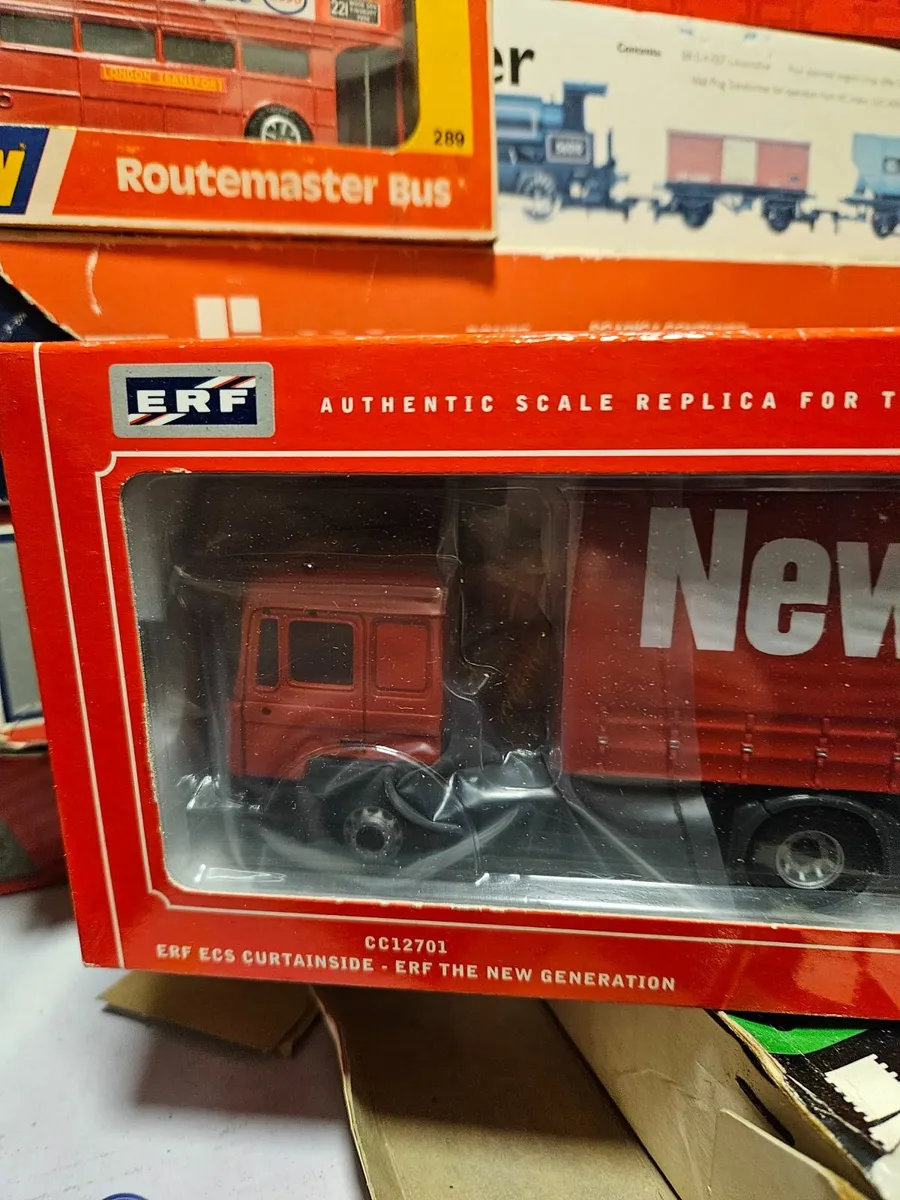 221
LONDON TRANSPORT
289
Routemaster Bus
er
Contents
ERF
AUTHENTIC SCALE REPLICA FOR T
New
CC12701
ERF ECS CURTAINSIDE - ERF THE NEW GENERATION